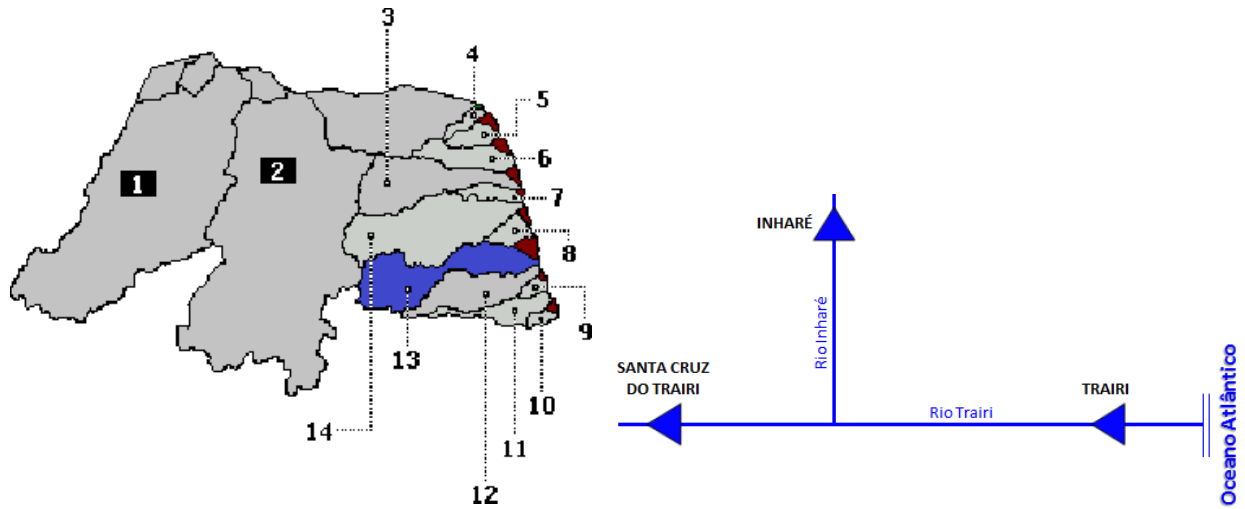 3
4
5
6
7
8
9
10
11
12
13
14
1
2
INHARÉ
Rio Inharé
SANTA CRUZ
DO TRAIRI
TRAIRI
Rio Trairi
Oceano Atlântico